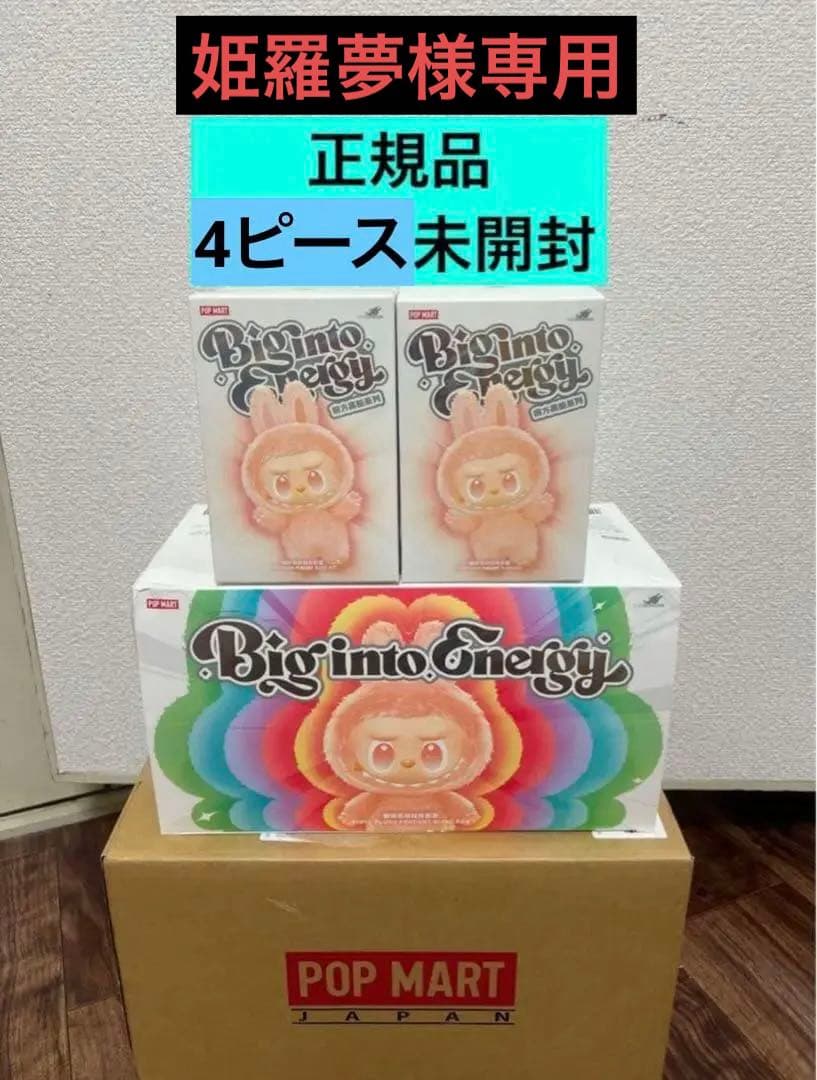 姫羅夢様専用
正規品
4ピース未開封
POP MART
Big into
Energy
POP MART
Big into
Energy
POP MART
Big into Energy
POP MART
JAPAN